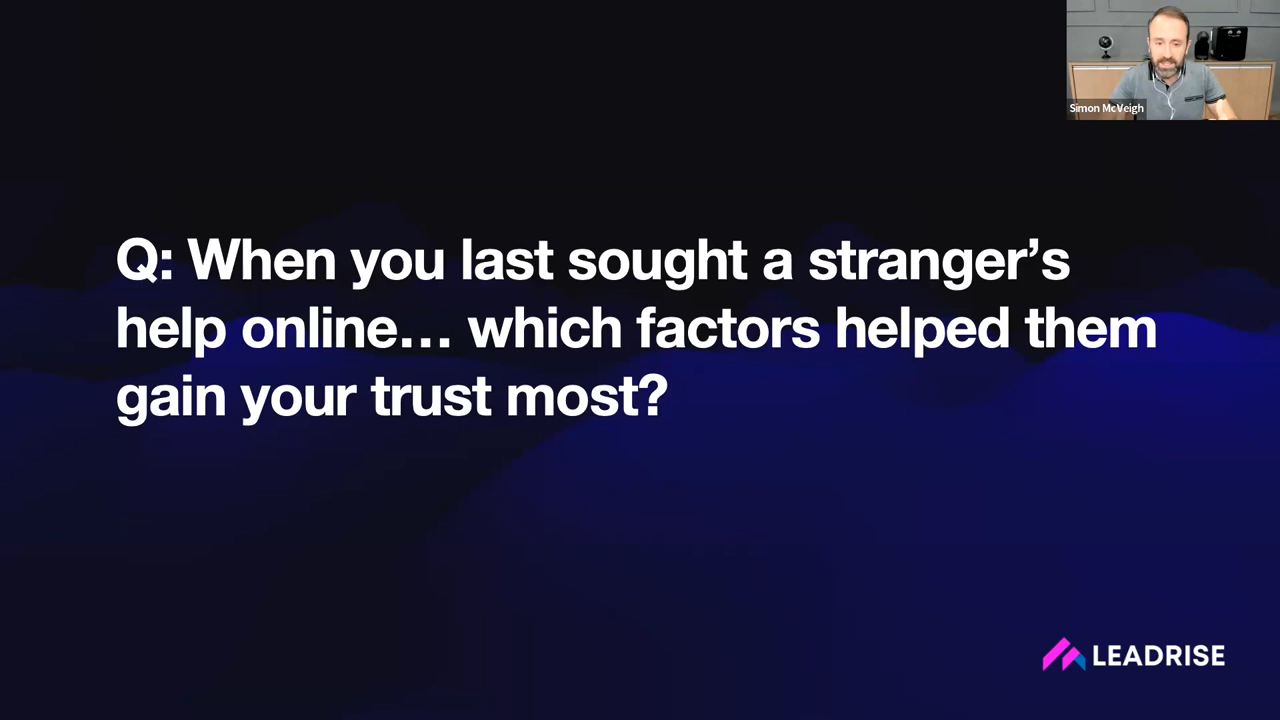 Simon McVeigh
Q: When you last sought a stranger’s
help online… which factors helped them
gain your trust most?
LEADRISE